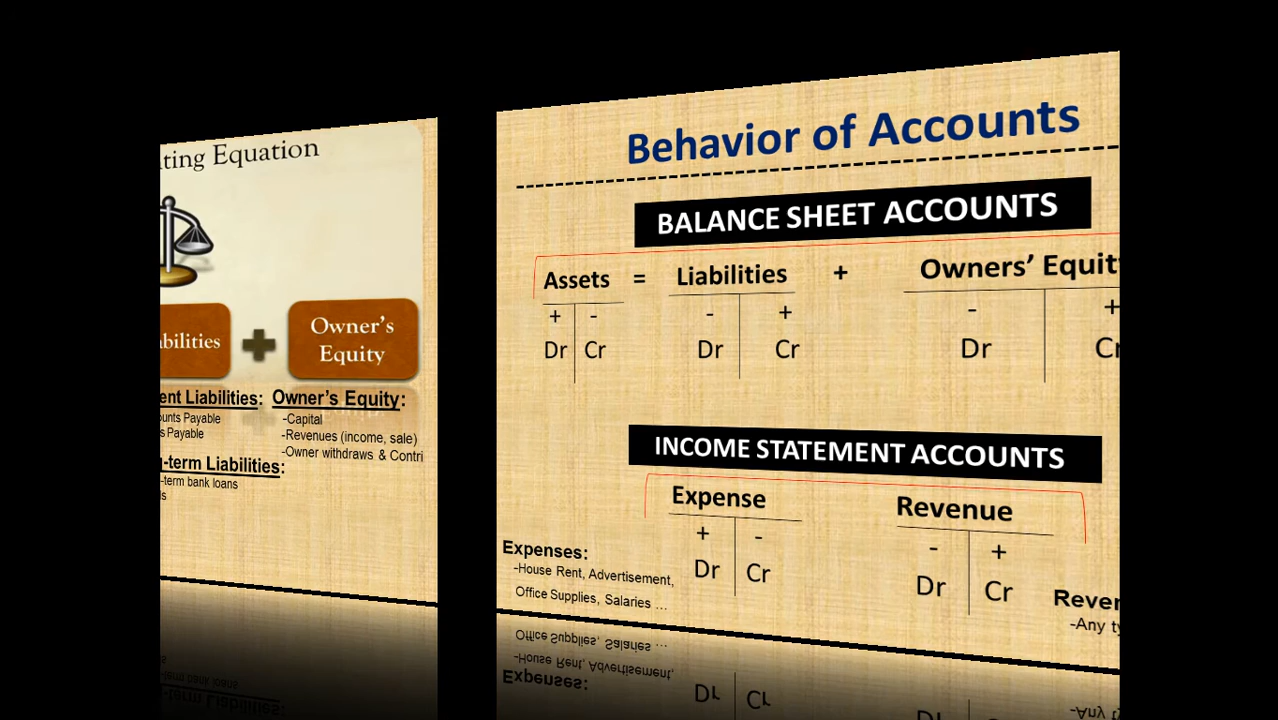 ting Equation
bilities
Owner's
Equity
ent Liabilities:
ounts Payable
s Payable
-term Liabilities:
-term bank loans
ls
Owner's Equity:
-Capital
-Revenues (income, sale)
-Owner withdraws & Contri
Behavior of Accounts
BALANCE SHEET ACCOUNTS
Assets = Liabilities + Owners' Equit
+ - - + - +
Dr Cr Dr Cr Dr Cr
INCOME STATEMENT ACCOUNTS
Expense Revenue
+ - - +
Dr Cr Dr Cr
Expenses:
-House Rent, Advertisement,
Office Supplies, Salaries ...
Rever
-Any ty